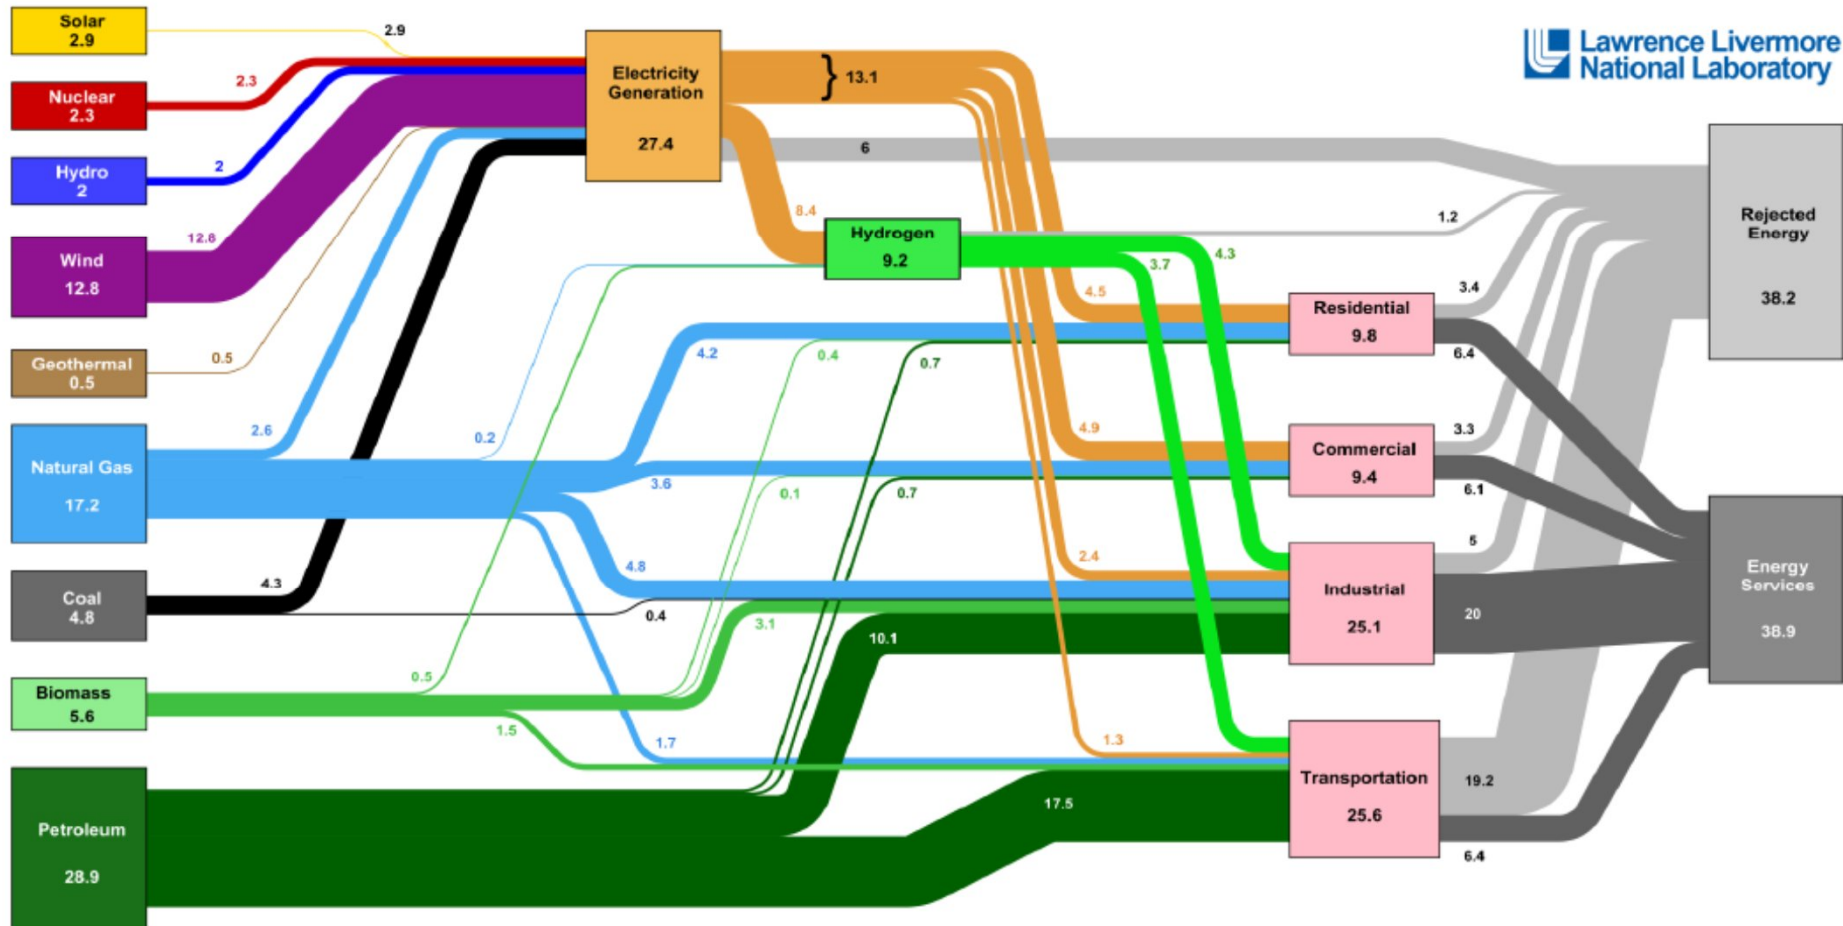 Solar
2.9
2.9
Nuclear
2.3
2.3
Hydro
2
2
Wind
12.8
12.8
Geothermal
0.5
0.5
Natural Gas
17.2
2.6
0.2
4.2
3.6
4.8
1.7
Coal
4.8
4.3
0.4
Biomass
5.6
0.5
0.4
0.1
3.1
1.5
Petroleum
28.9
0.7
0.7
10.1
17.5
Electricity
Generation
27.4
} 13.1
6
8.4
Hydrogen
9.2
1.2
4.3
3.7
4.5
4.9
2.4
1.3
Residential
9.8
3.4
6.4
Commercial
9.4
3.3
6.1
Industrial
25.1
5
20
Transportation
25.6
19.2
6.4
Lawrence Livermore
National Laboratory
Rejected
Energy
38.2
Energy
Services
38.9